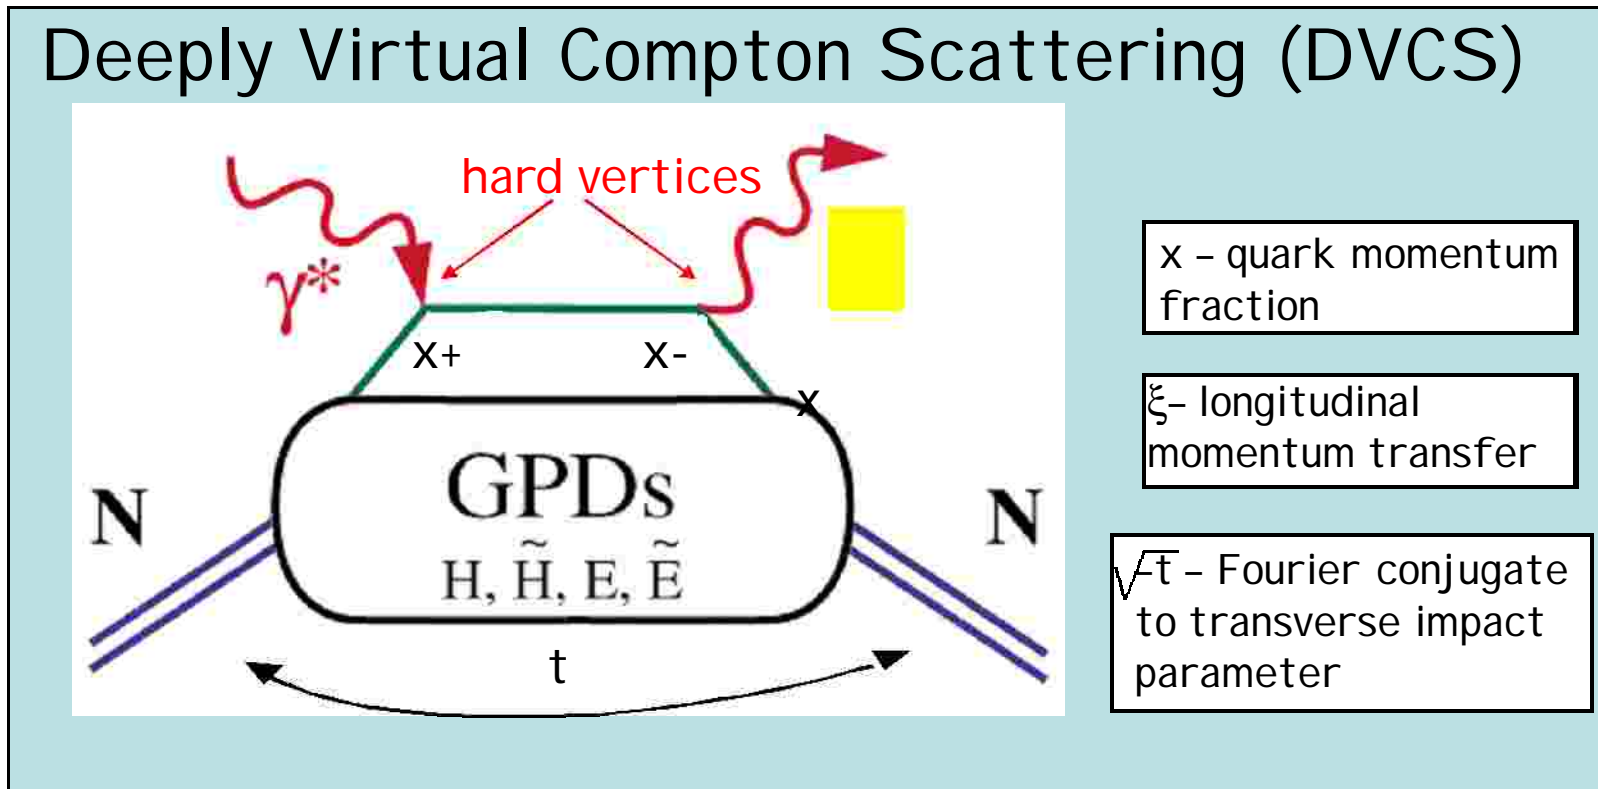 Deeply Virtual Compton Scattering (DVCS)
hard vertices
γ*
x+
x-
x
GPDs
H, H̃, E, Ẽ
N
N
t
x – quark momentum
fraction
ξ– longitudinal
momentum transfer
√-t – Fourier conjugate
to transverse impact
parameter